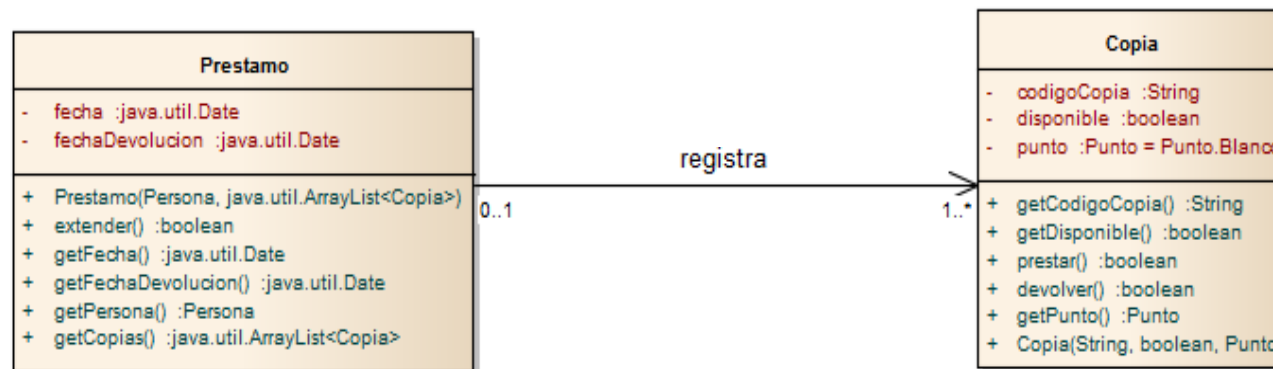 Prestamo
- fecha :java.util.Date
- fechaDevolucion :java.util.Date
+ Prestamo(Persona, java.util.ArrayList<Copia>)
+ extender() :boolean
+ getFecha() :java.util.Date
+ getFechaDevolucion() :java.util.Date
+ getPersona() :Persona
+ getCopias() :java.util.ArrayList<Copia>
registra
0..1
1..*
Copia
- codigoCopia :String
- disponible :boolean
- punto :Punto = Punto.Blanco
+ getCodigoCopia() :String
+ getDisponible() :boolean
+ prestar() :boolean
+ devolver() :boolean
+ getPunto() :Punto
+ Copia(String, boolean, Punto